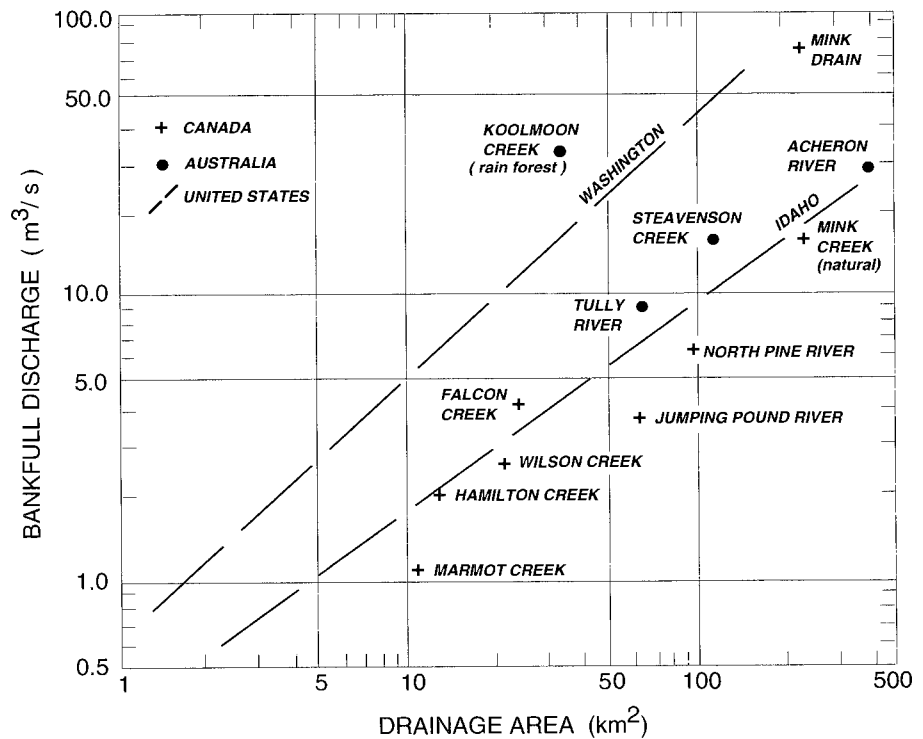 100.0
50.0
10.0
5.0
1.0
0.5
BANKFULL DISCHARGE (m³/s)
CANADA
AUSTRALIA
UNITED STATES
KOOLMOON
CREEK
(rain forest)
WASHINGTON
MINK
DRAIN
ACHERON
RIVER
STEAVENSON
CREEK
IDAHO
MINK
CREEK
(natural)
TULLY
RIVER
NORTH PINE RIVER
FALCON
CREEK
JUMPING POUND RIVER
WILSON CREEK
HAMILTON CREEK
MARMOT CREEK
1 5 10 50 100 500
DRAINAGE AREA (km²)